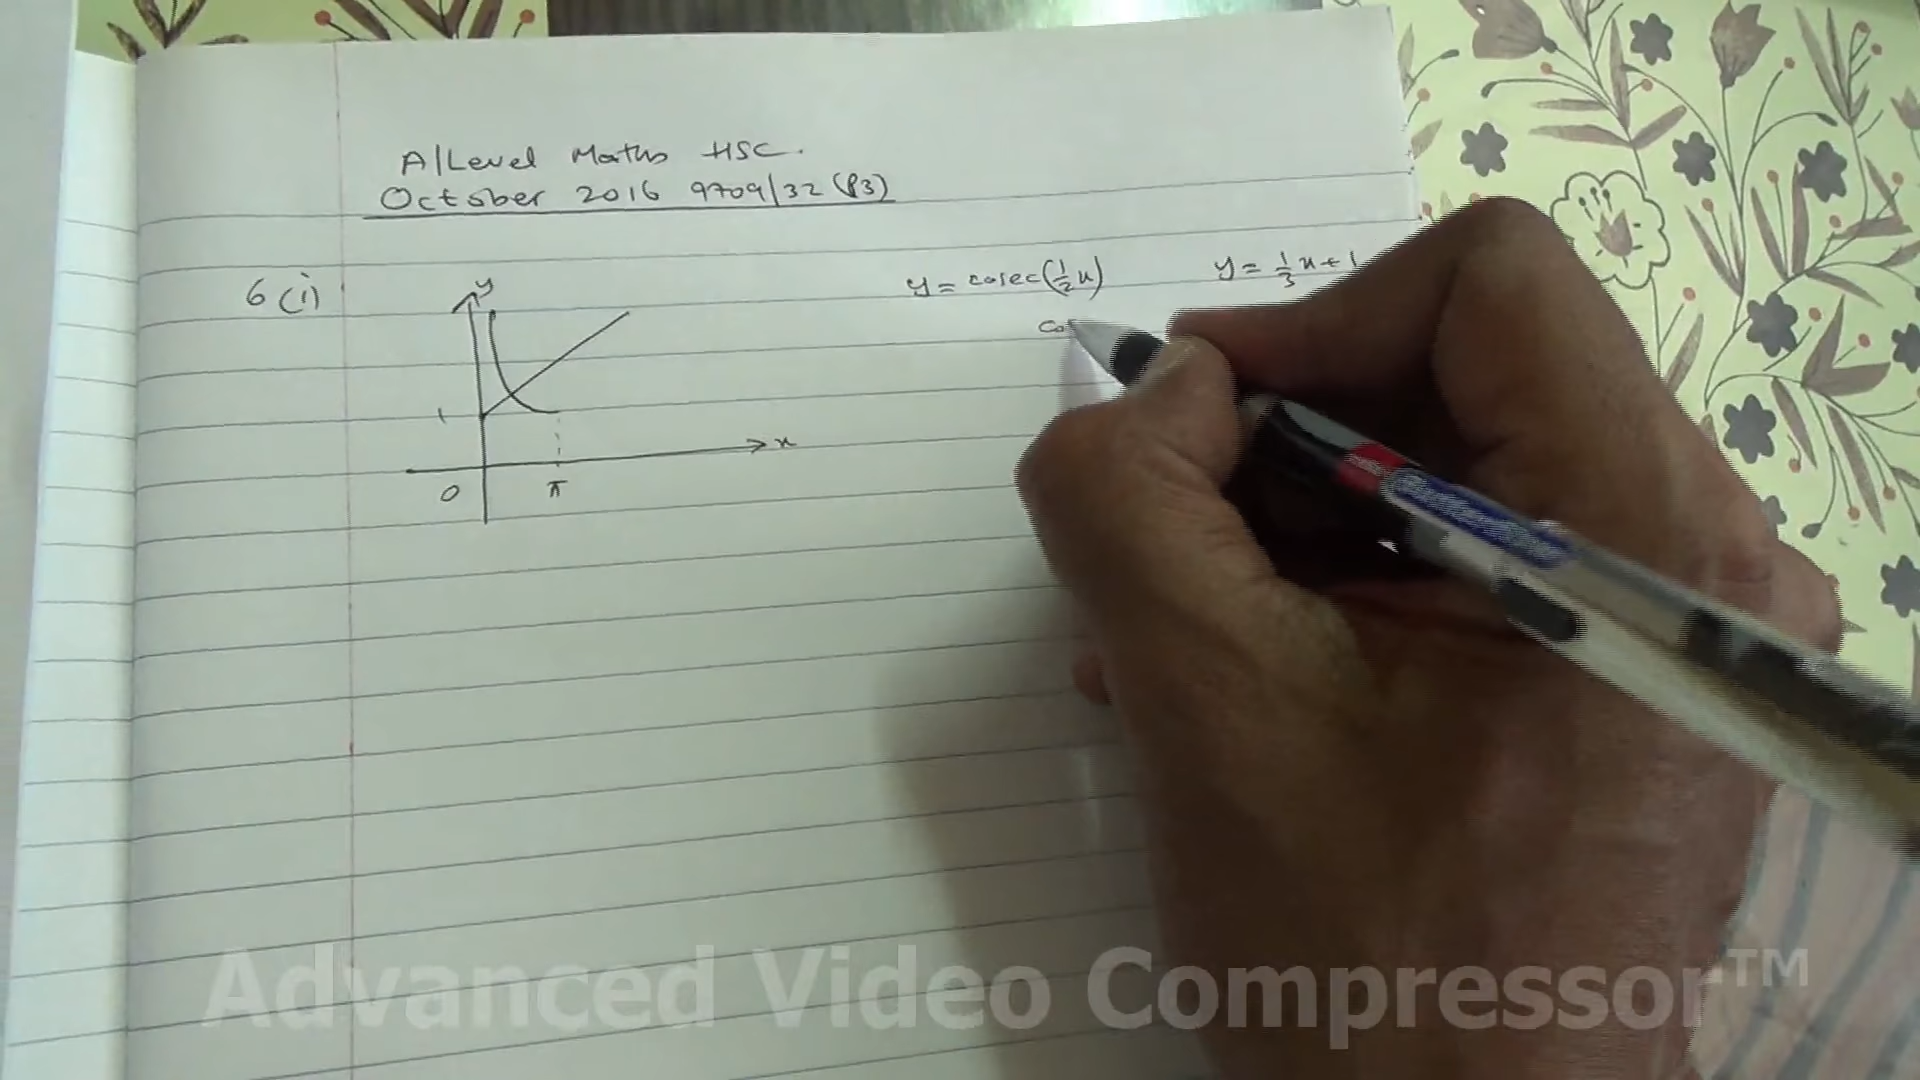 A/Level Maths HSC.
October 2016 9709/32 (P3)
6 (i)
y
y = cosec(½x)
y = ⅓x + 1
co
1
x
0
π
Advanced Video Compressor™